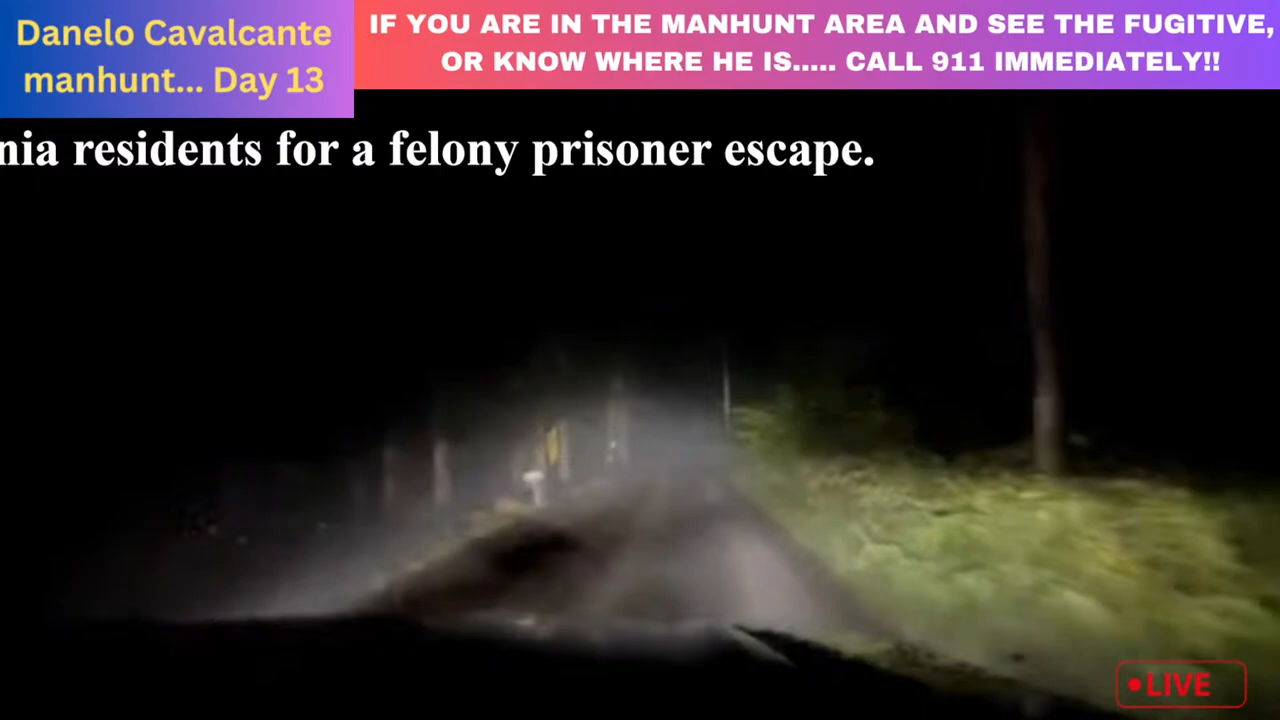 Danelo Cavalcante
manhunt... Day 13
IF YOU ARE IN THE MANHUNT AREA AND SEE THE FUGITIVE,
OR KNOW WHERE HE IS..... CALL 911 IMMEDIATELY!!
nia residents for a felony prisoner escape.
LIVE